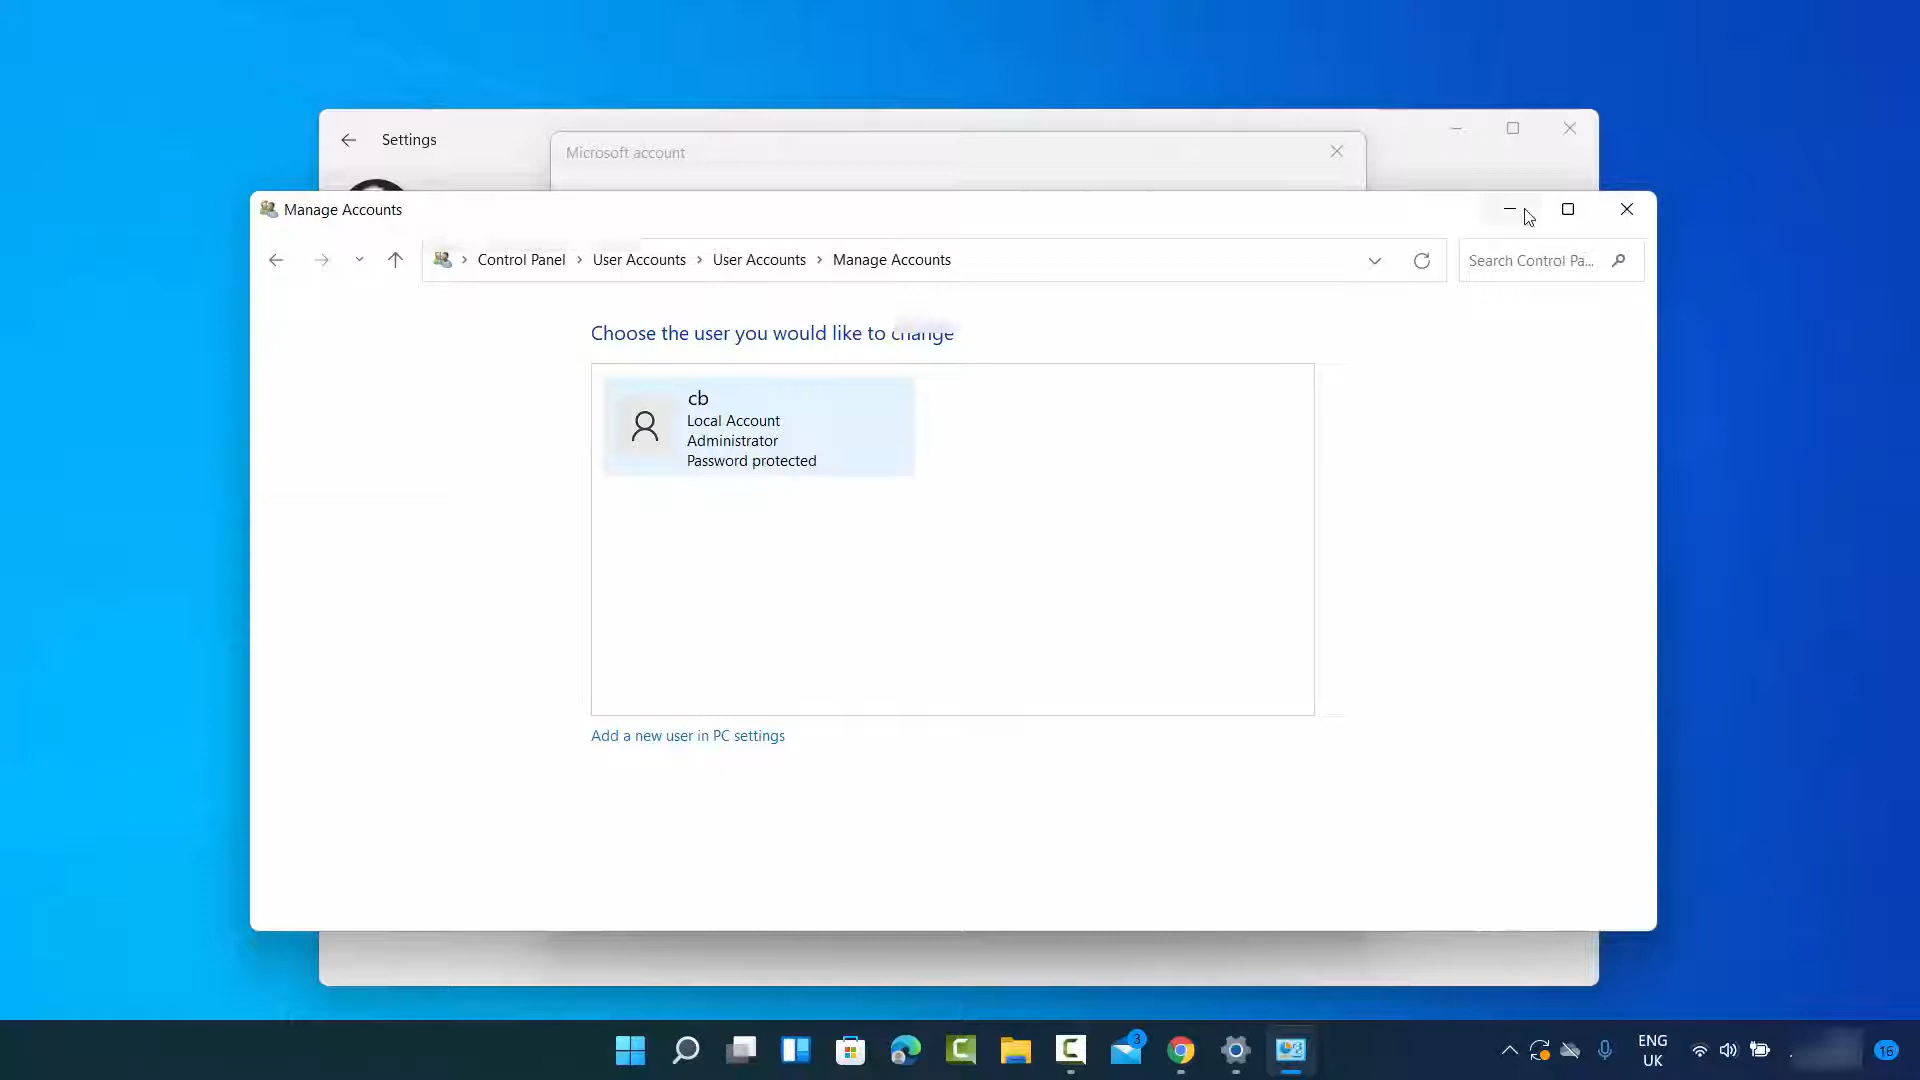 Settings
Microsoft account
Manage Accounts
Control Panel > User Accounts > User Accounts > Manage Accounts
Search Control Pa...
Choose the user you would like to change
cb
Local Account
Administrator
Password protected
Add a new user in PC settings
3
ENG
UK
16